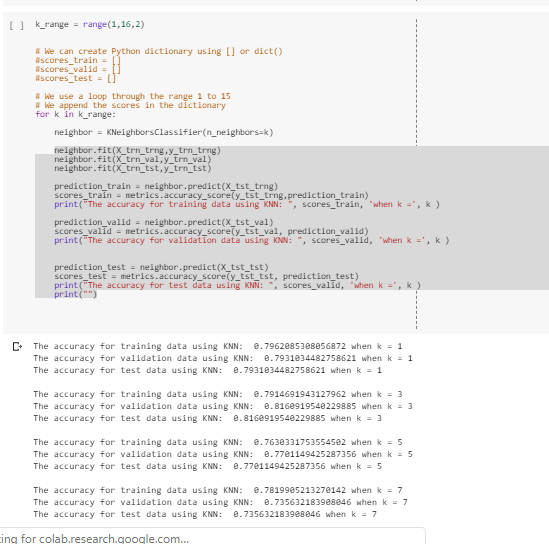 [ ] k_range = range(1,16,2)
# We can create Python dictionary using [] or dict()
#scores_train = []
#scores_valid = []
#scores_test = []
# We use a loop through the range 1 to 15
# We append the scores in the dictionary
for k in k_range:
neighbor = KNeighborsClassifier(n_neighbors=k)
neighbor.fit(X_trn_trng,y_trn_trng)
neighbor.fit(X_trn_val,y_trn_val)
neighbor.fit(X_trn_tst,y_trn_tst)
prediction_train = neighbor.predict(X_tst_trng)
scores_train = metrics.accuracy_score(y_tst_trng,prediction_train)
print("The accuracy for training data using KNN: ", scores_train, 'when k =', k )
prediction_valid = neighbor.predict(X_tst_val)
scores_valid = metrics.accuracy_score(y_tst_val, prediction_valid)
print("The accuracy for validation data using KNN: ", scores_valid, 'when k =', k )
prediction_test = neighbor.predict(X_tst_tst)
scores_test = metrics.accuracy_score(y_tst_tst, prediction_test)
print("The accuracy for test data using KNN: ", scores_valid, 'when k =', k )
print("")
The accuracy for training data using KNN:  0.7962085308056872 when k = 1
The accuracy for validation data using KNN:  0.7931034482758621 when k = 1
The accuracy for test data using KNN:  0.7931034482758621 when k = 1
The accuracy for training data using KNN:  0.7914691943127962 when k = 3
The accuracy for validation data using KNN:  0.8160919540229885 when k = 3
The accuracy for test data using KNN:  0.8160919540229885 when k = 3
The accuracy for training data using KNN:  0.7630331753554502 when k = 5
The accuracy for validation data using KNN:  0.7701149425287356 when k = 5
The accuracy for test data using KNN:  0.7701149425287356 when k = 5
The accuracy for training data using KNN:  0.7819905213270142 when k = 7
The accuracy for validation data using KNN:  0.735632183908046 when k = 7
The accuracy for test data using KNN:  0.735632183908046 when k = 7
ing for colab.research.google.com...